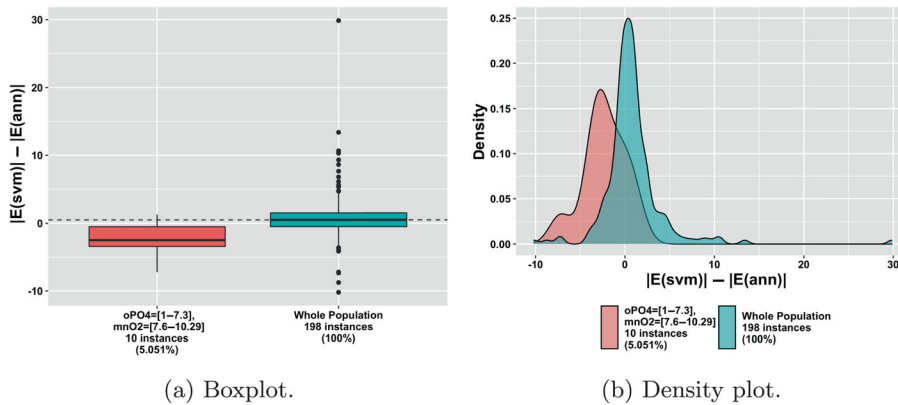 30
20
10
0
-10
|E(svm)| − |E(ann)|
oPO4=[1−7.3],
mnO2=[7.6−10.29]
10 instances
(5.051%)
Whole Population
198 instances
(100%)
(a) Boxplot.
0.25
0.20
0.15
0.10
0.05
0.00
Density
-10 0 10 20 30
|E(svm)| − |E(ann)|
oPO4=[1−7.3],
mnO2=[7.6−10.29]
10 instances
(5.051%)
Whole Population
198 instances
(100%)
(b) Density plot.